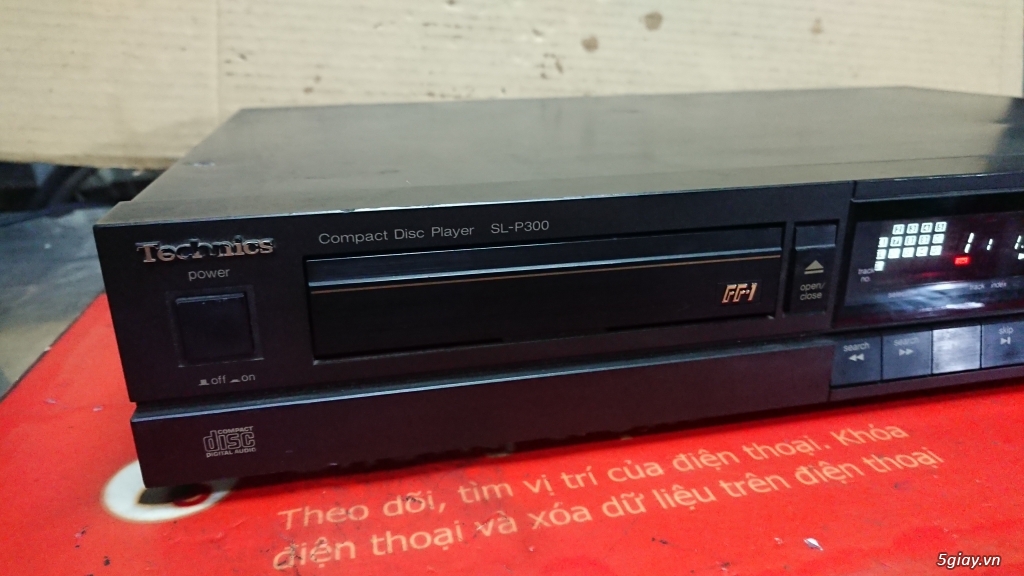 Technics
Compact Disc Player SL-P300
power
off on
FF-1
open/
close
track
no.
track index
search
search
skip
COMPACT
disc
DIGITAL AUDIO
Theo dõi, tìm vị trí của điện thoại. Khóa
điện thoại và xóa dữ liệu trên điện thoại
5giay.vn